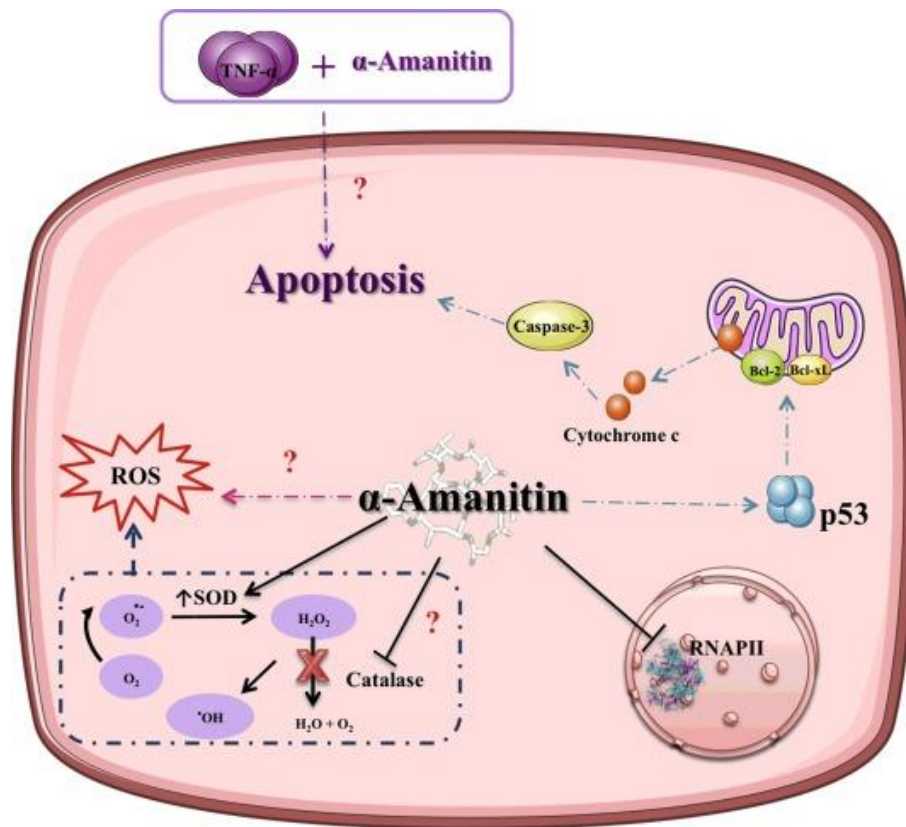 TNF-α + α-Amanitin
?
Apoptosis
Caspase-3
Bcl-2 Bcl-xL
Cytochrome c
ROS
?
α-Amanitin
p53
↑SOD
O₂•-
H₂O₂
?
RNAPII
O₂
Catalase
•OH
H₂O + O₂